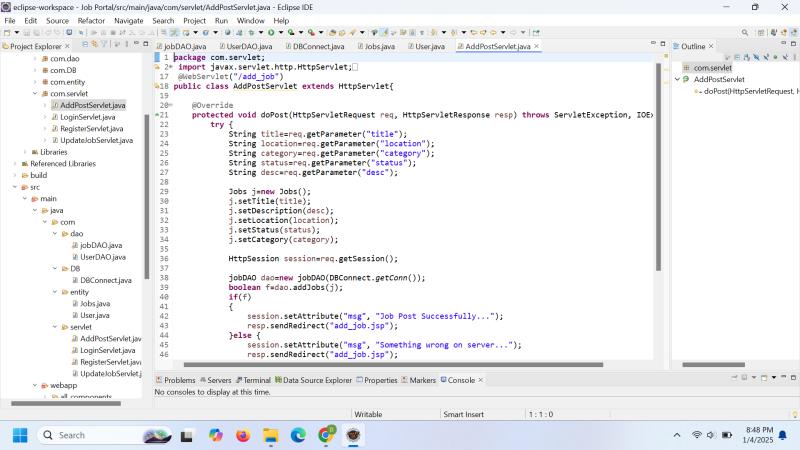 eclipse-workspace - Job Portal/src/main/java/com/servlet/AddPostServlet.java - Eclipse IDE
File Edit Source Refactor Navigate Search Project Run Window Help
Project Explorer
com.dao
com.DB
com.entity
com.servlet
AddPostServlet.java
LoginServlet.java
RegisterServlet.java
UpdateJobServlet.java
Libraries
Referenced Libraries
build
src
main
java
com
dao
jobDAO.java
UserDAO.java
DB
DBConnect.java
entity
Jobs.java
User.java
servlet
AddPostServlet.java
LoginServlet.java
RegisterServlet.java
UpdateJobServlet.j
webapp
all_components
jobDAO.java UserDAO.java DBConnect.java Jobs.java User.java AddPostServlet.java
1 package com.servlet;
2 import javax.servlet.http.HttpServlet;
17 @WebServlet("/add_job")
18 public class AddPostServlet extends HttpServlet{
19
20 @Override
21 protected void doPost(HttpServletRequest req, HttpServletResponse resp) throws ServletException, IOEx
22 try {
23 String title=req.getParameter("title");
24 String location=req.getParameter("location");
25 String category=req.getParameter("category");
26 String status=req.getParameter("status");
27 String desc=req.getParameter("desc");
28
29 Jobs j=new Jobs();
30 j.setTitle(title);
31 j.setDescription(desc);
32 j.setLocation(location);
33 j.setStatus(status);
34 j.setCategory(category);
35
36 HttpSession session=req.getSession();
37
38 jobDAO dao=new jobDAO(DBConnect.getConn());
39 boolean f=dao.addJobs(j);
40 if(f)
41 {
42 session.setAttribute("msg", "Job Post Successfully...");
43 resp.sendRedirect("add_job.jsp");
44 }else {
45 session.setAttribute("msg", "Something wrong on server...");
46 resp.sendRedirect("add_job.jsp");
Outline
com.servlet
AddPostServlet
doPost(HttpServletRequest, H
Problems Servers Terminal Data Source Explorer Properties Markers Console
No consoles to display at this time.
Writable Smart Insert 1 : 1 : 0
Search
8:48 PM
1/4/2025